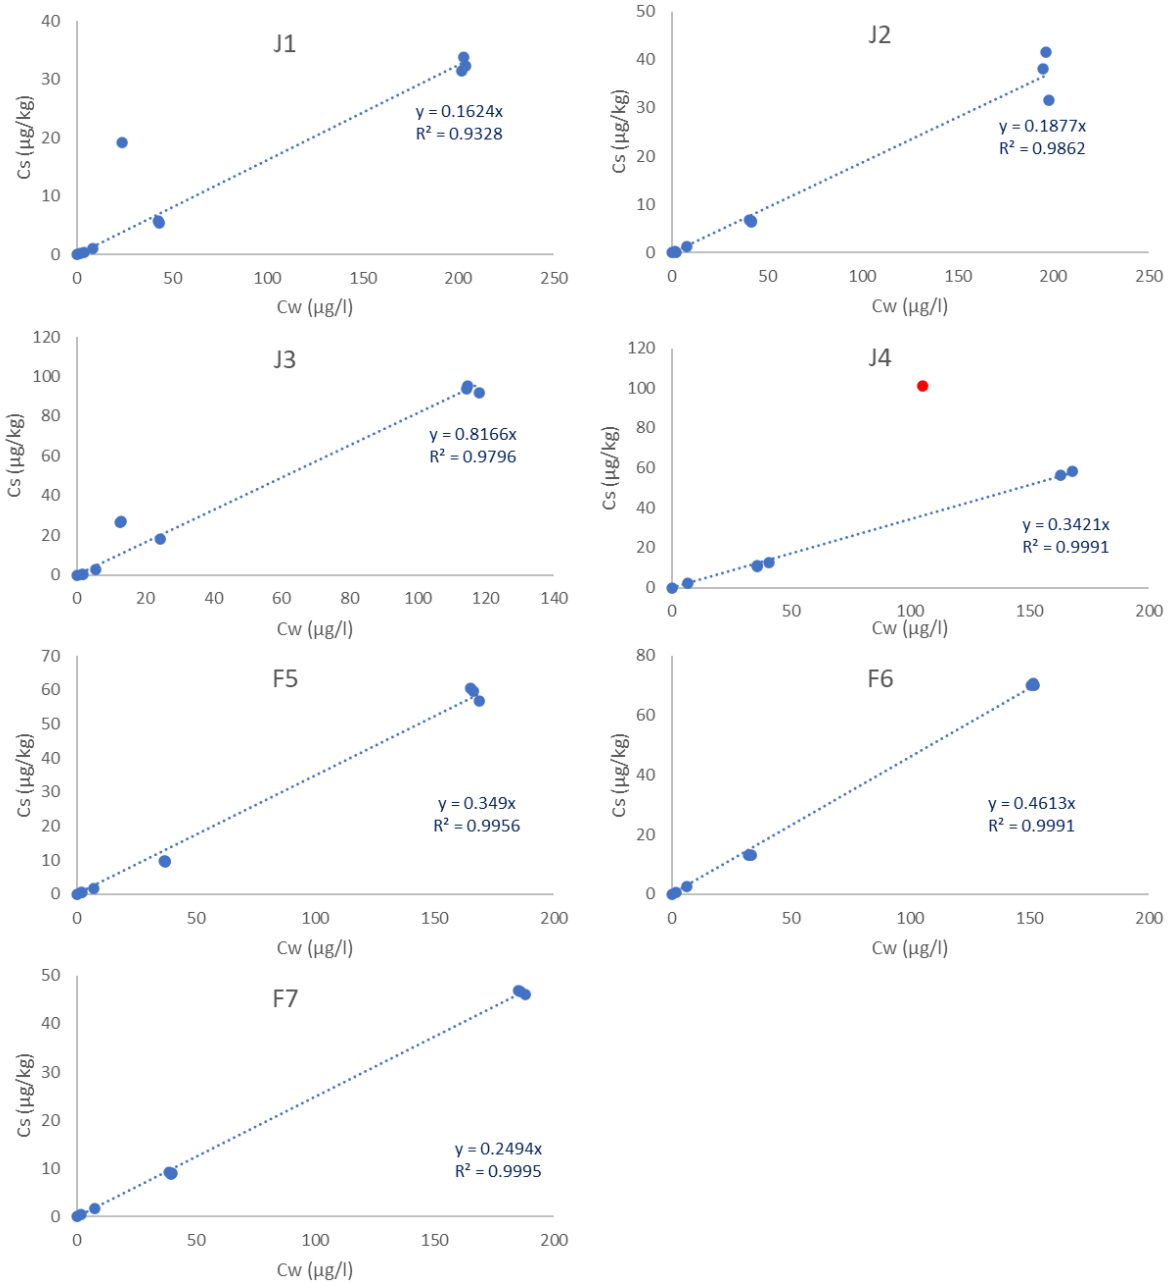 J1
Cs (µg/kg)
40
30
20
10
0
y = 0.1624x
R² = 0.9328
0 50 100 150 200 250
Cw (µg/l)
J2
Cs (µg/kg)
50
40
30
20
10
0
y = 0.1877x
R² = 0.9862
0 50 100 150 200 250
Cw (µg/l)
J3
Cs (µg/kg)
120
100
80
60
40
20
0
y = 0.8166x
R² = 0.9796
0 20 40 60 80 100 120 140
Cw (µg/l)
J4
Cs (µg/kg)
120
100
80
60
40
20
0
y = 0.3421x
R² = 0.9991
0 50 100 150 200
Cw (µg/l)
F5
Cs (µg/kg)
70
60
50
40
30
20
10
0
y = 0.349x
R² = 0.9956
0 50 100 150 200
Cw (µg/l)
F6
Cs (µg/kg)
80
60
40
20
0
y = 0.4613x
R² = 0.9991
0 50 100 150 200
Cw (µg/l)
F7
Cs (µg/kg)
50
40
30
20
10
0
y = 0.2494x
R² = 0.9995
0 50 100 150 200
Cw (µg/l)